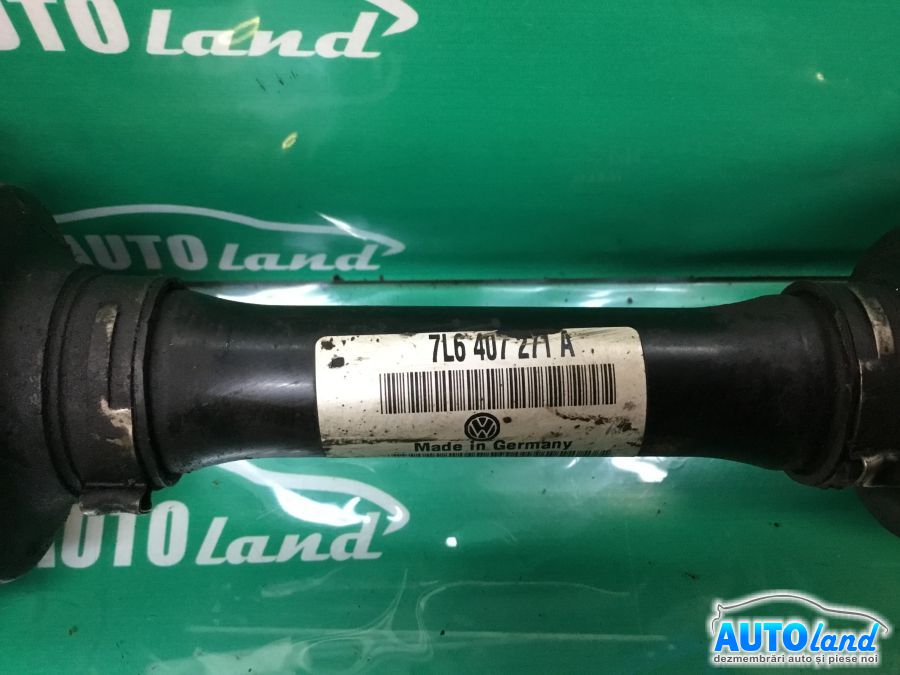 AUTO land
AUTO land
7L6 407 271 A
Made in Germany
AUTO land
AUTOland
dezmembrări auto și piese noi